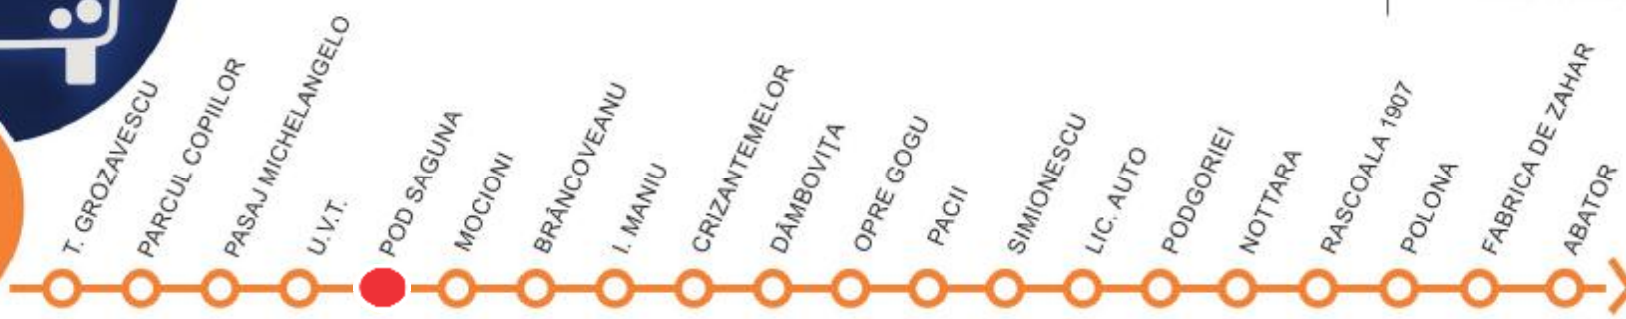 T. GROZAVESCU
PARCUL COPIILOR
PASAJ MICHELANGELO
U.V.T.
POD SAGUNA
MOCIONI
BRÂNCOVEANU
I. MANIU
CRIZANTEMELOR
DÂMBOVIȚA
OPRE GOGU
PACII
SIMIONESCU
LIC. AUTO
PODGORIEI
NOTTARA
RASCOALA 1907
POLONA
FABRICA DE ZAHAR
ABATOR